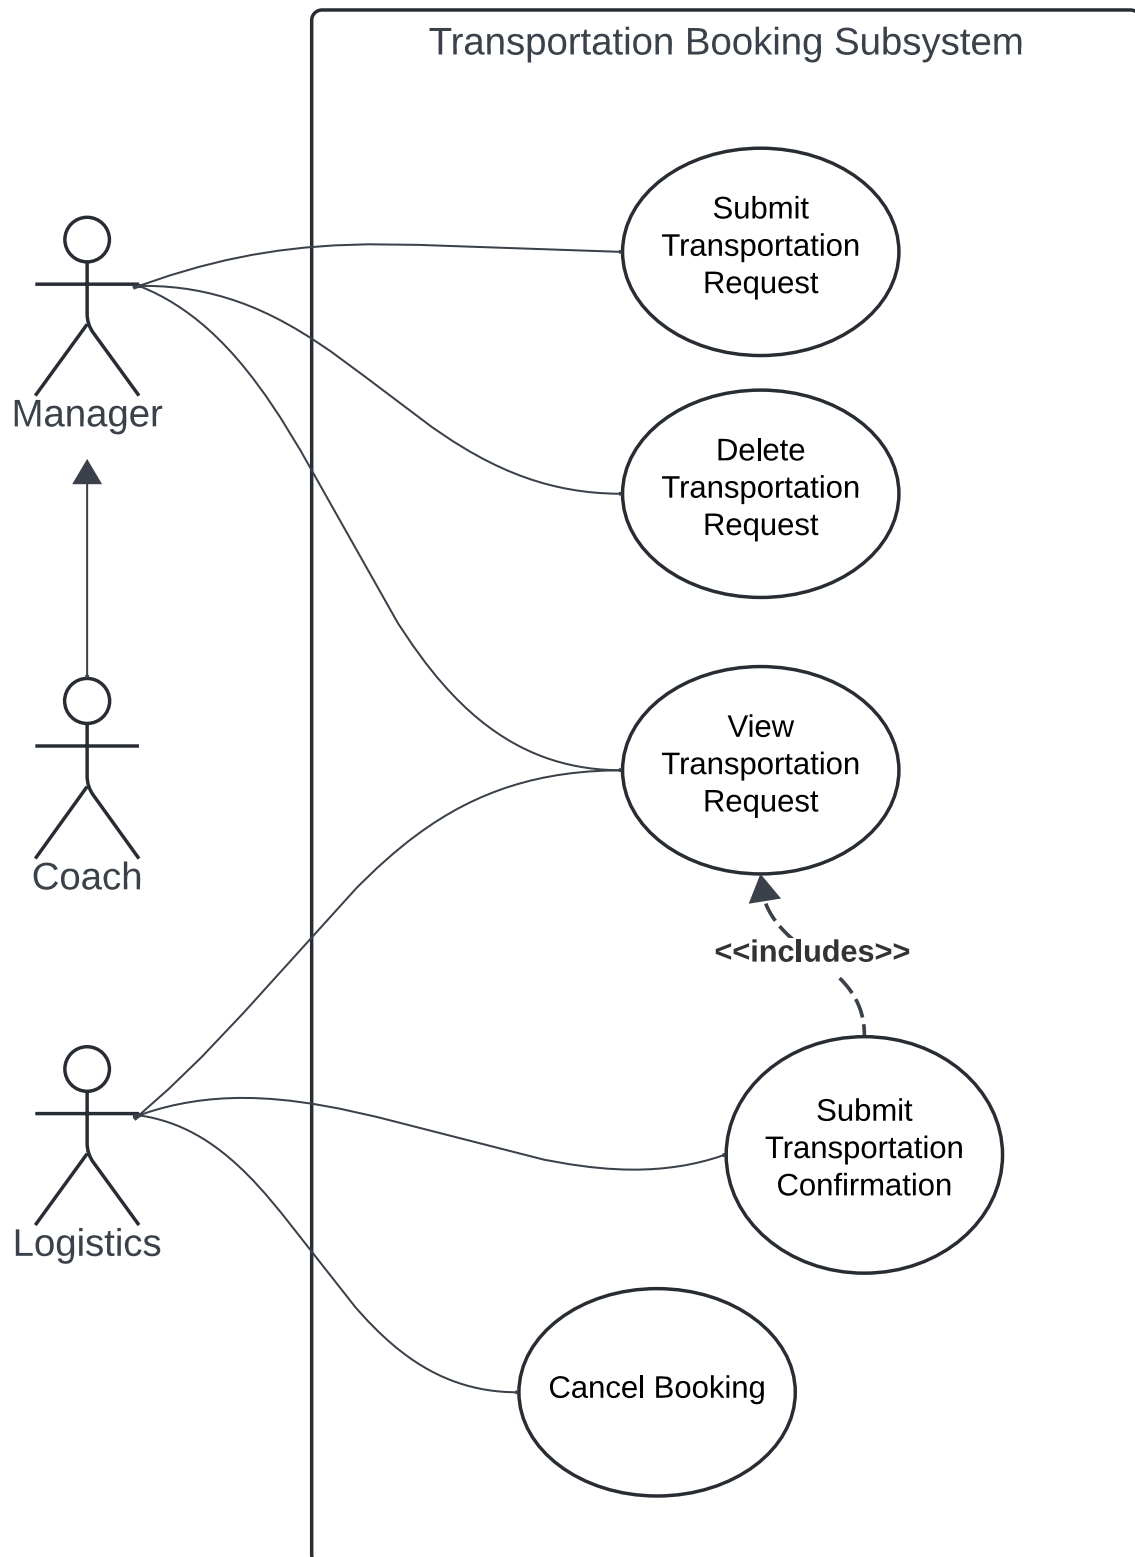 Transportation Booking Subsystem
Submit
Transportation
Request
Manager
Delete
Transportation
Request
View
Transportation
Request
Coach
<<includes>>
Submit
Transportation
Confirmation
Logistics
Cancel Booking